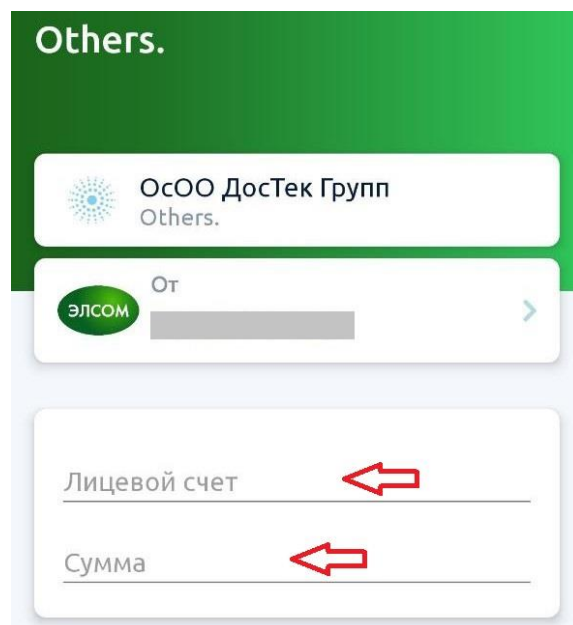 Others.
ОсОО ДосТек Групп
Others.
От
элсом
Лицевой счет
Сумма